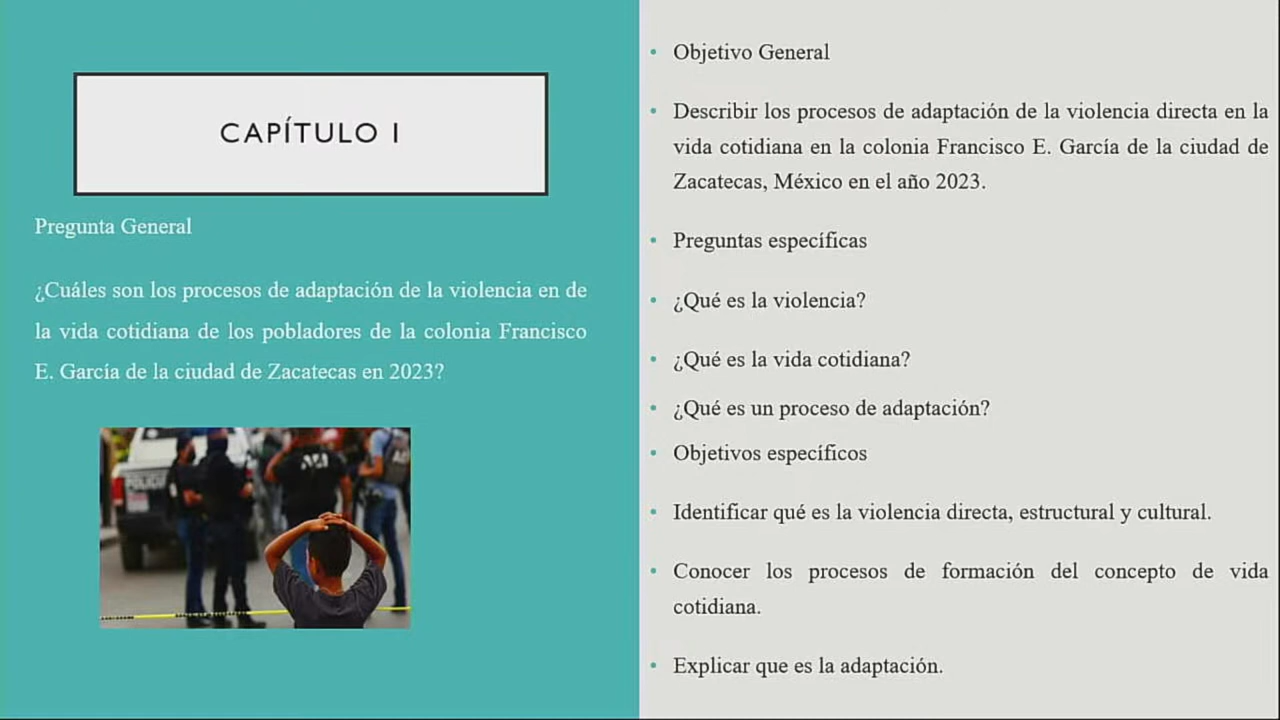 CAPÍTULO I
Pregunta General
¿Cuáles son los procesos de adaptación de la violencia en de
la vida cotidiana de los pobladores de la colonia Francisco
E. García de la ciudad de Zacatecas en 2023?
POLICÍA
Objetivo General
Describir los procesos de adaptación de la violencia directa en la
vida cotidiana en la colonia Francisco E. García de la ciudad de
Zacatecas, México en el año 2023.
Preguntas específicas
¿Qué es la violencia?
¿Qué es la vida cotidiana?
¿Qué es un proceso de adaptación?
Objetivos específicos
Identificar qué es la violencia directa, estructural y cultural.
Conocer los procesos de formación del concepto de vida
cotidiana.
Explicar que es la adaptación.